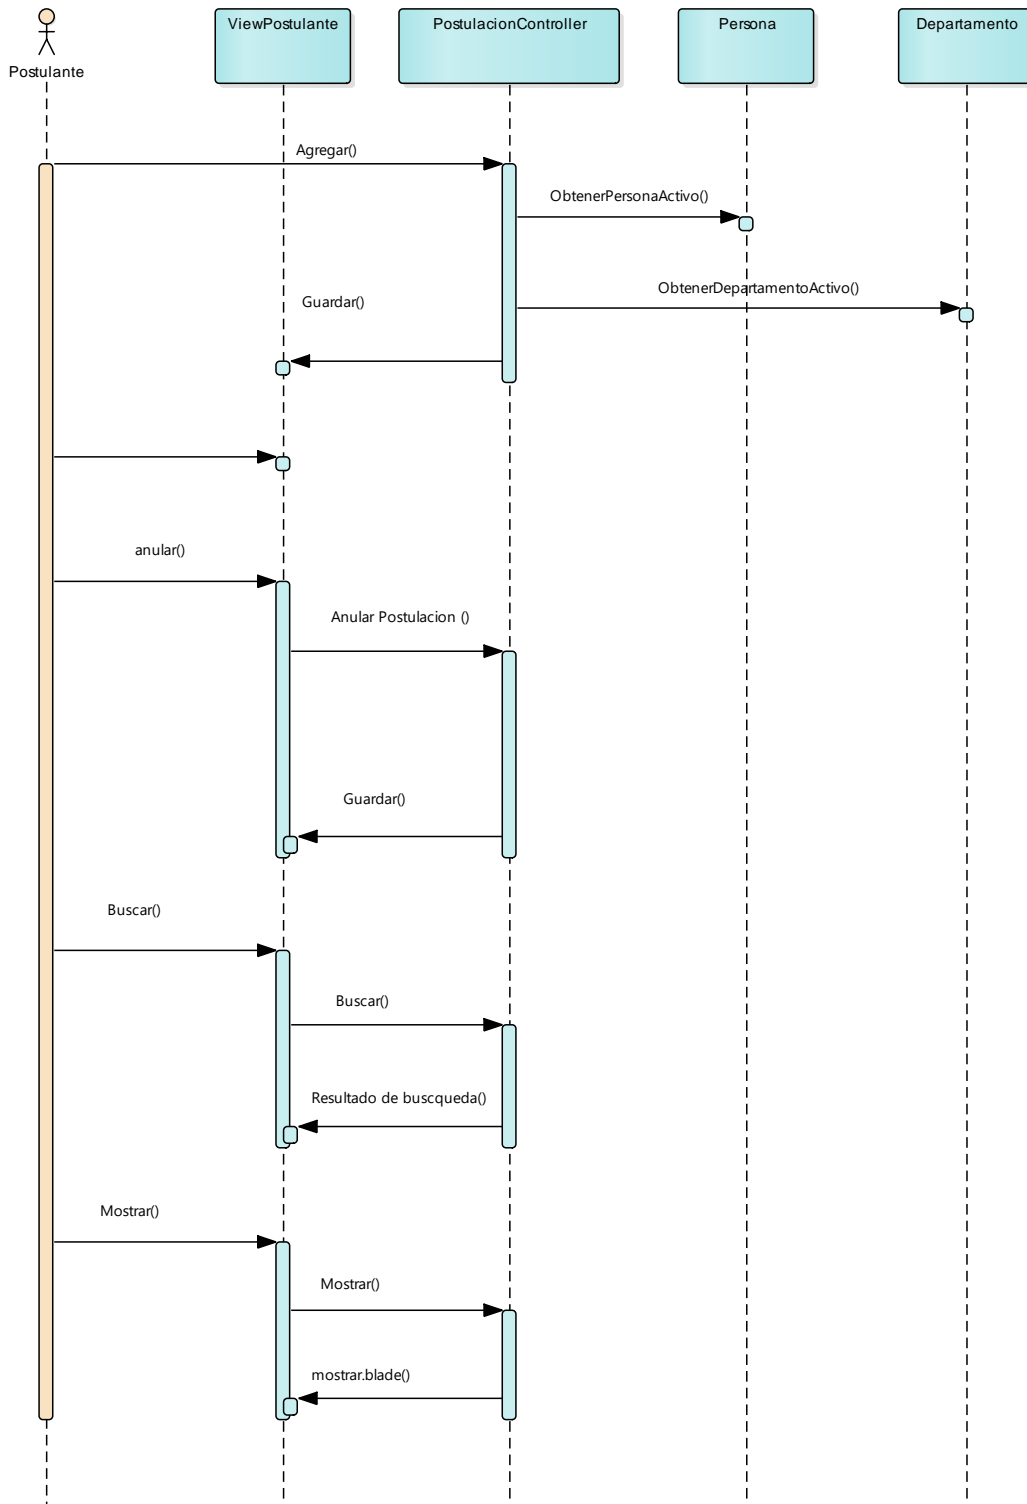 Postulante
ViewPostulante
PostulacionController
Persona
Departamento
Agregar()
ObtenerPersonaActivo()
ObtenerDepartamentoActivo()
Guardar()
anular()
Anular Postulacion ()
Guardar()
Buscar()
Buscar()
Resultado de buscqueda()
Mostrar()
Mostrar()
mostrar.blade()